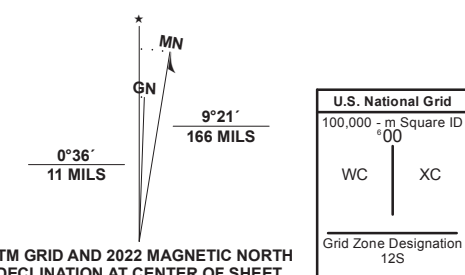 ★
MN
GN
9°21´
166 MILS
0°36´
11 MILS
TM GRID AND 2022 MAGNETIC NORTH
DECLINATION AT CENTER OF SHEET
U.S. National Grid
100,000 - m Square ID
⁶00
WC
XC
Grid Zone Designation
12S